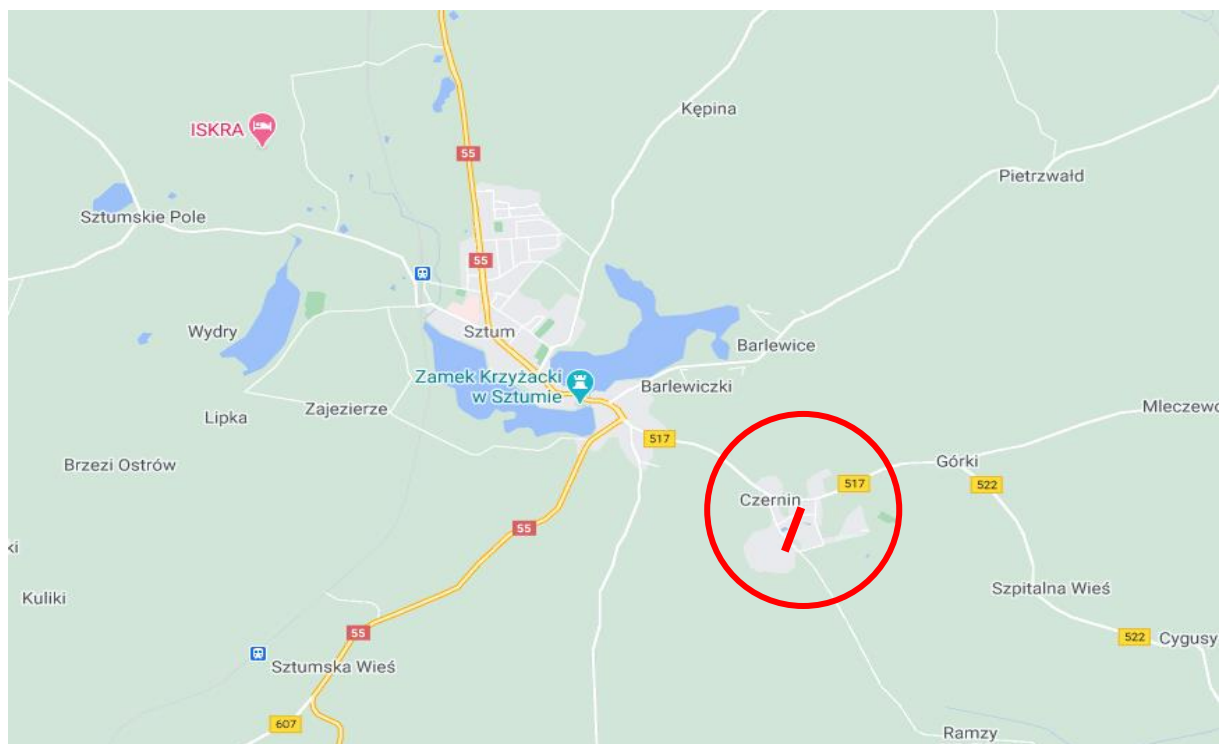 Kępina
ISKRA
55
Pietrzwałd
Sztumskie Pole
55
Wydry
Sztum
Barlewice
Zamek Krzyżacki
w Sztumie
Barlewiczki
Zajezierze
Lipka
Mleczewo
517
Brzezi Ostrów
Górki
517
522
Czernin
55
ki
Kuliki
Szpitalna Wieś
55
522
Cygusy
Sztumska Wieś
607
Ramzy